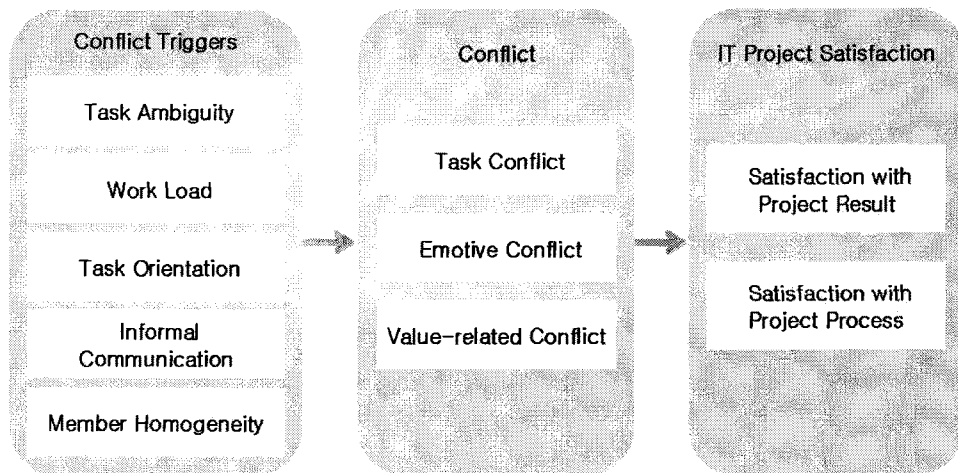 Conflict Triggers
Task Ambiguity
Work Load
Task Orientation
Informal
Communication
Member Homogeneity
Conflict
Task Conflict
Emotive Conflict
Value-related Conflict
IT Project Satisfaction
Satisfaction with
Project Result
Satisfaction with
Project Process